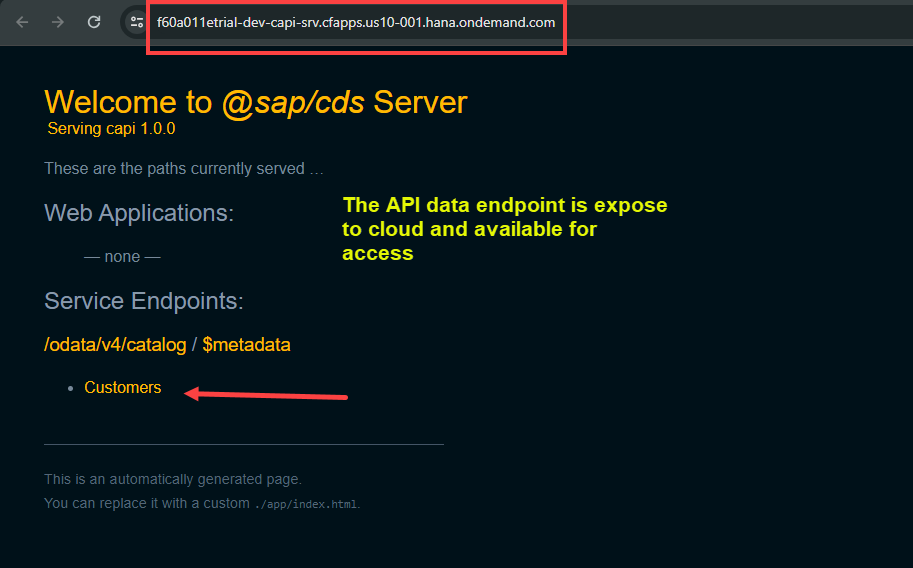 f60a011etrial-dev-capi-srv.cfapps.us10-001.hana.ondemand.com
Welcome to @sap/cds Server
Serving capi 1.0.0
These are the paths currently served …
Web Applications:
— none —
The API data endpoint is expose
to cloud and available for
access
Service Endpoints:
/odata/v4/catalog / $metadata
Customers
This is an automatically generated page.
You can replace it with a custom ./app/index.html.